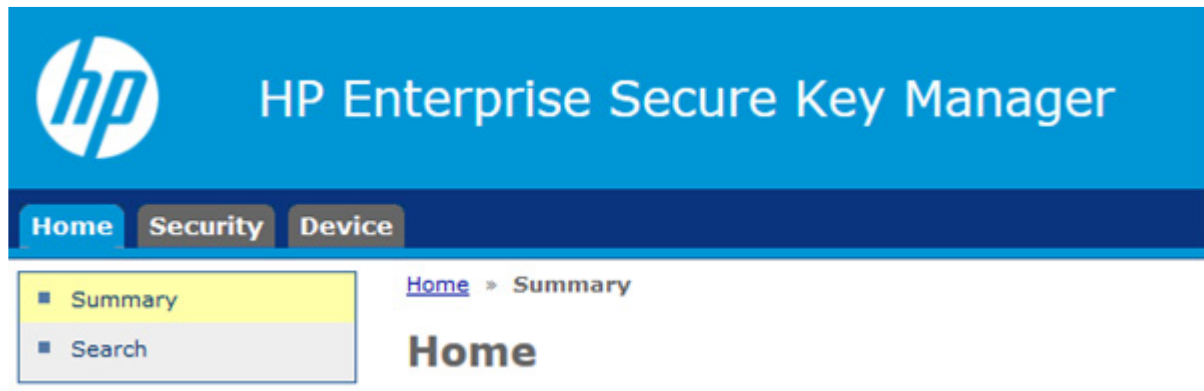 hp
HP Enterprise Secure Key Manager
Home Security Device
Home » Summary
Summary
Search
Home